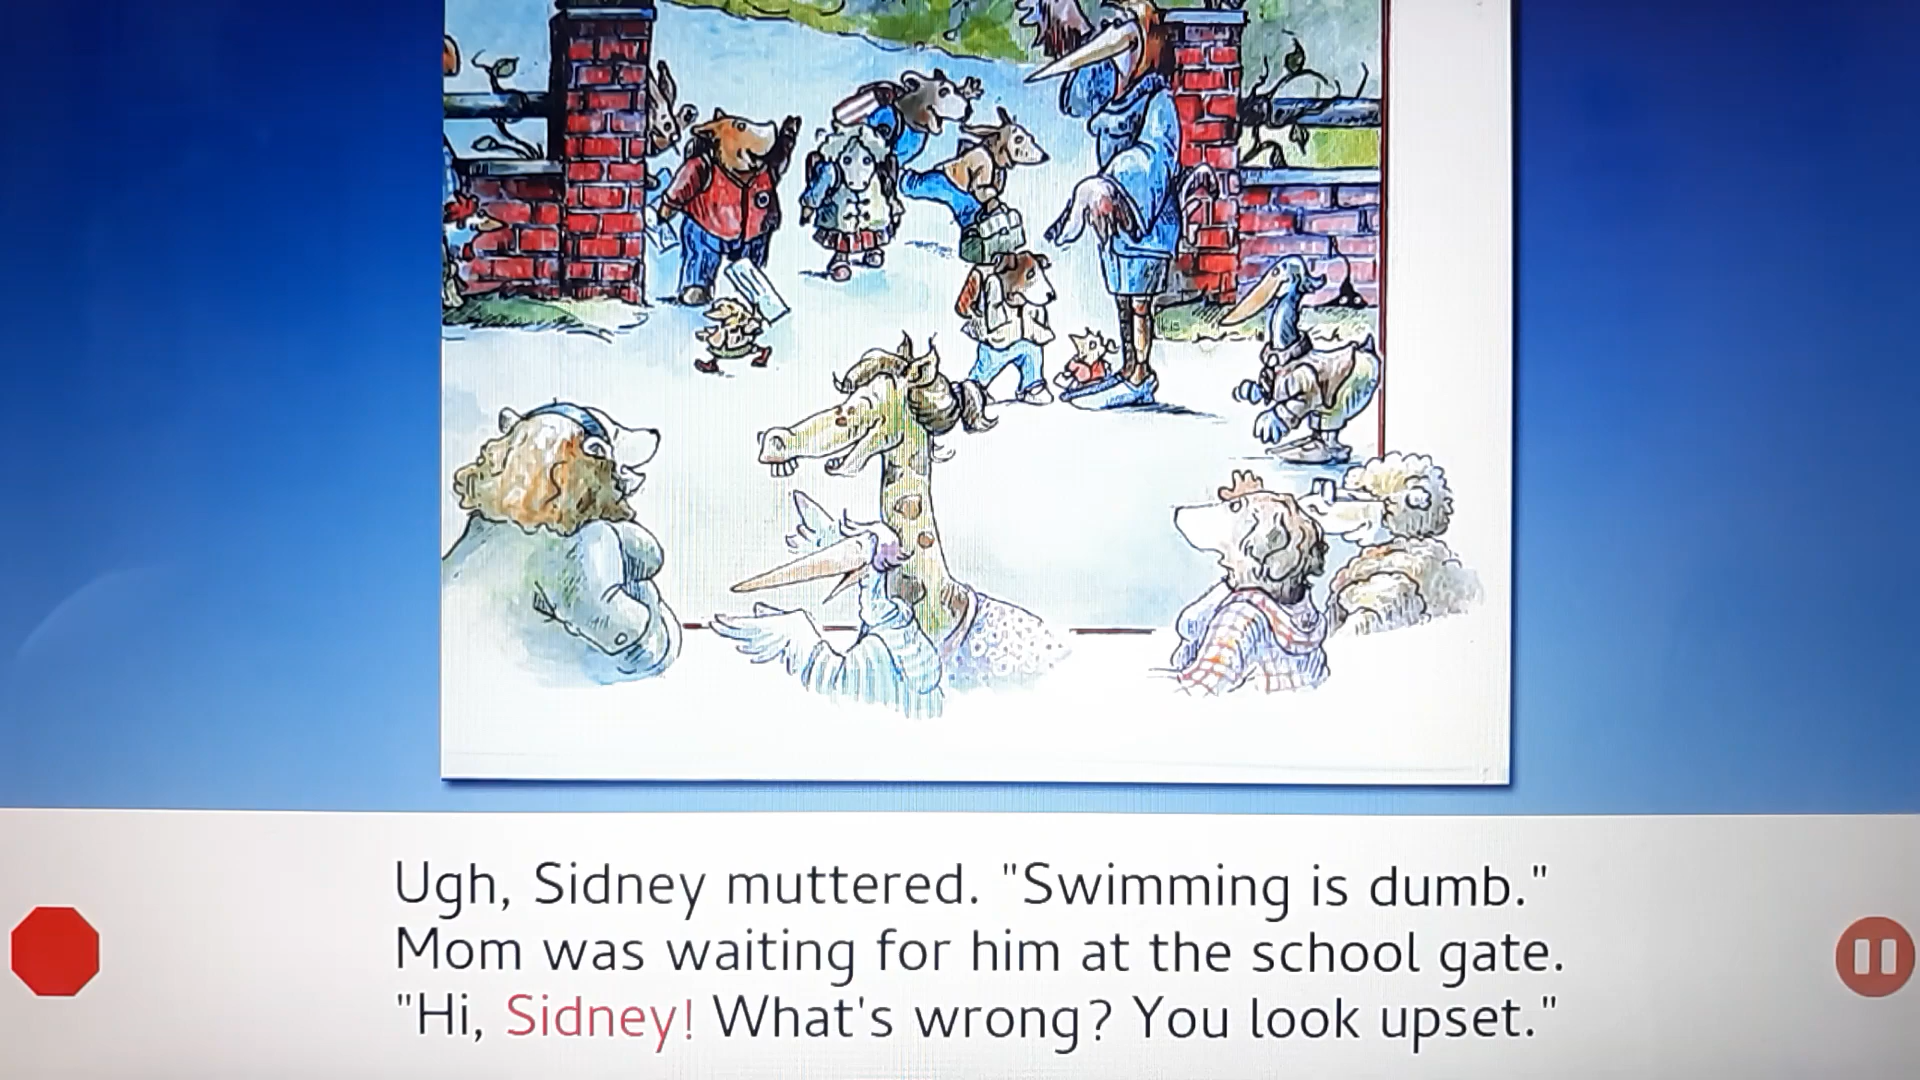 Ugh, Sidney muttered. "Swimming is dumb."
Mom was waiting for him at the school gate.
"Hi, Sidney! What's wrong? You look upset."